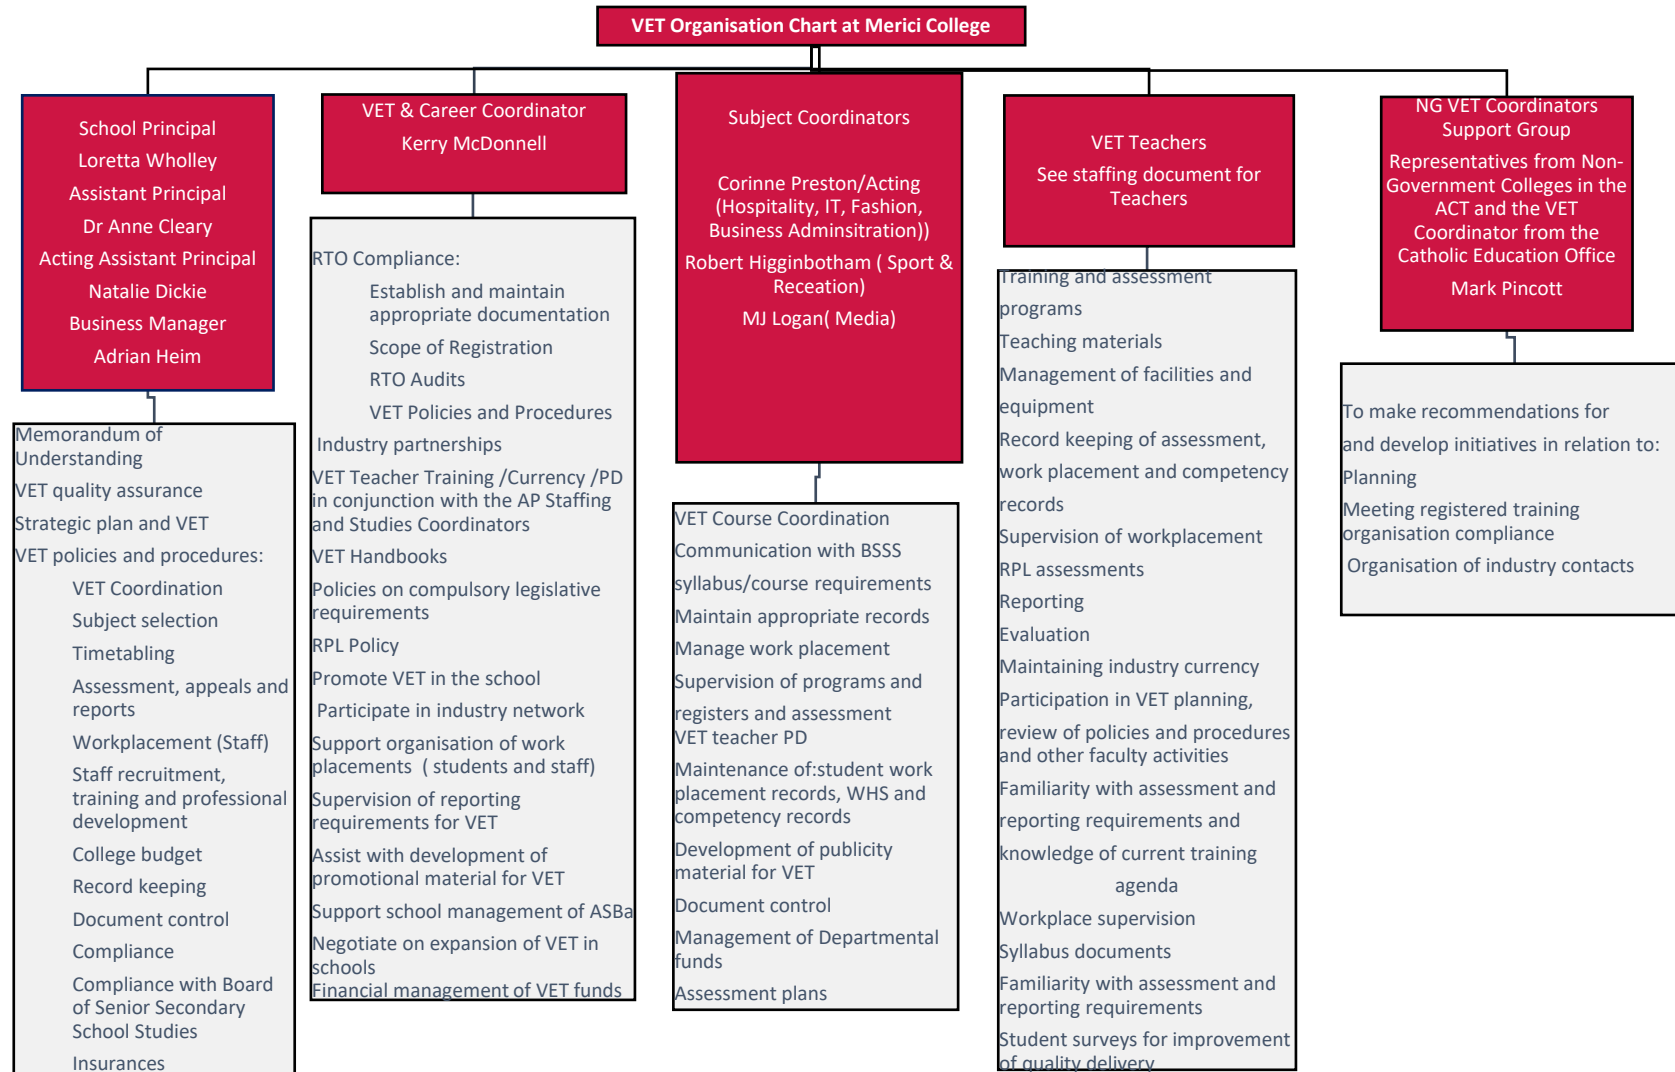 VET Organisation Chart at Merici College
School Principal
Loretta Wholley
Assistant Principal
Dr Anne Cleary
Acting Assistant Principal
Natalie Dickie
Business Manager
Adrian Heim
Memorandum of
Understanding
VET quality assurance
Strategic plan and VET
VET policies and procedures:
VET Coordination
Subject selection
Timetabling
Assessment, appeals and
reports
Workplacement (Staff)
Staff recruitment,
training and professional
development
College budget
Record keeping
Document control
Compliance
Compliance with Board
of Senior Secondary
School Studies
Insurances
VET & Career Coordinator
Kerry McDonnell
RTO Compliance:
Establish and maintain
appropriate documentation
Scope of Registration
RTO Audits
VET Policies and Procedures
Industry partnerships
VET Teacher Training /Currency /PD
in conjunction with the AP Staffing
and Studies Coordinators
VET Handbooks
Policies on compulsory legislative
requirements
RPL Policy
Promote VET in the school
Participate in industry network
Support organisation of work
placements ( students and staff)
Supervision of reporting
requirements for VET
Assist with development of
promotional material for VET
Support school management of ASBa
Negotiate on expansion of VET in
schools
Financial management of VET funds
Subject Coordinators
Corinne Preston/Acting
(Hospitality, IT, Fashion,
Business Adminsitration))
Robert Higginbotham ( Sport &
Receation)
MJ Logan( Media)
VET Course Coordination
Communication with BSSS
syllabus/course requirements
Maintain appropriate records
Manage work placement
Supervision of programs and
registers and assessment
VET teacher PD
Maintenance of:student work
placement records, WHS and
competency records
Development of publicity
material for VET
Document control
Management of Departmental
funds
Assessment plans
VET Teachers
See staffing document for
Teachers
Training and assessment
programs
Teaching materials
Management of facilities and
equipment
Record keeping of assessment,
work placement and competency
records
Supervision of workplacement
RPL assessments
Reporting
Evaluation
Maintaining industry currency
Participation in VET planning,
review of policies and procedures
and other faculty activities
Familiarity with assessment and
reporting requirements and
knowledge of current training
agenda
Workplace supervision
Syllabus documents
Familiarity with assessment and
reporting requirements
Student surveys for improvement
of quality delivery
NG VET Coordinators
Support Group
Representatives from Non-
Government Colleges in the
ACT and the VET
Coordinator from the
Catholic Education Office
Mark Pincott
To make recommendations for
and develop initiatives in relation to:
Planning
Meeting registered training
organisation compliance
Organisation of industry contacts